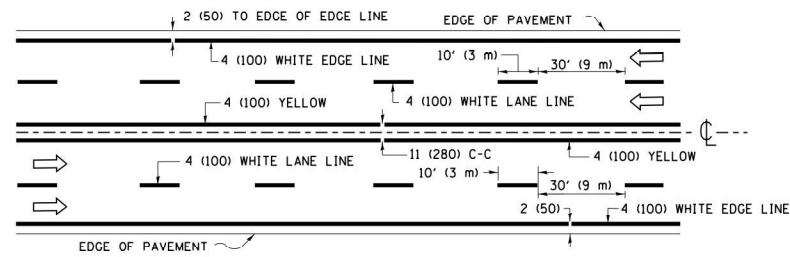 2 (50) TO EDGE OF EDGE LINE
EDGE OF PAVEMENT
4 (100) WHITE EDGE LINE
10' (3 m)
30' (9 m)
4 (100) YELLOW
4 (100) WHITE LANE LINE
℄
4 (100) WHITE LANE LINE
11 (280) C-C
4 (100) YELLOW
10' (3 m)
30' (9 m)
2 (50)
4 (100) WHITE EDGE LINE
EDGE OF PAVEMENT